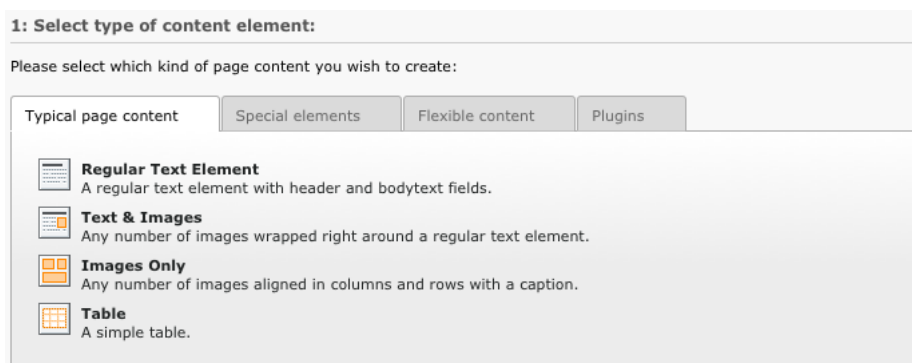 1: Select type of content element:
Please select which kind of page content you wish to create:
Typical page content
Special elements
Flexible content
Plugins
Regular Text Element
A regular text element with header and bodytext fields.
Text & Images
Any number of images wrapped right around a regular text element.
Images Only
Any number of images aligned in columns and rows with a caption.
Table
A simple table.